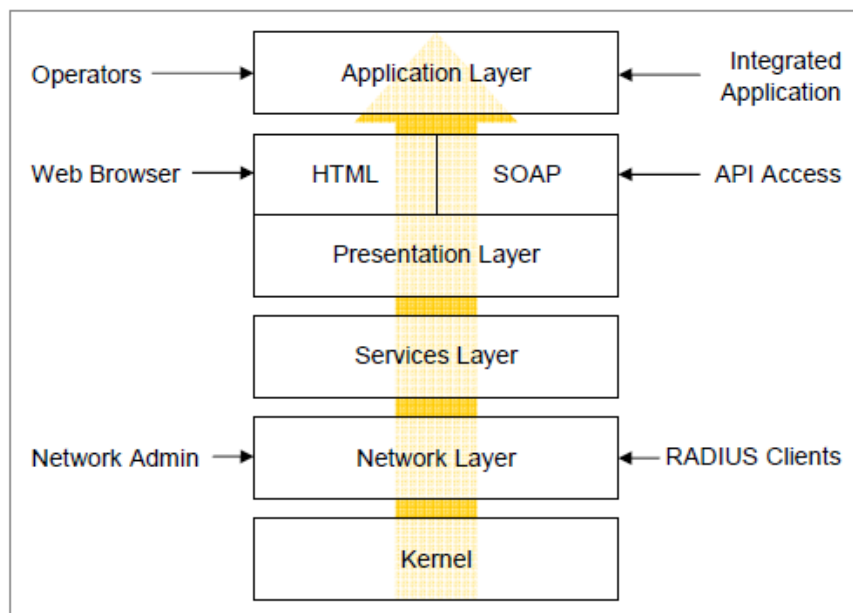 Operators
Application Layer
Integrated
Application
Web Browser
HTML
SOAP
API Access
Presentation Layer
Services Layer
Network Admin
Network Layer
RADIUS Clients
Kernel